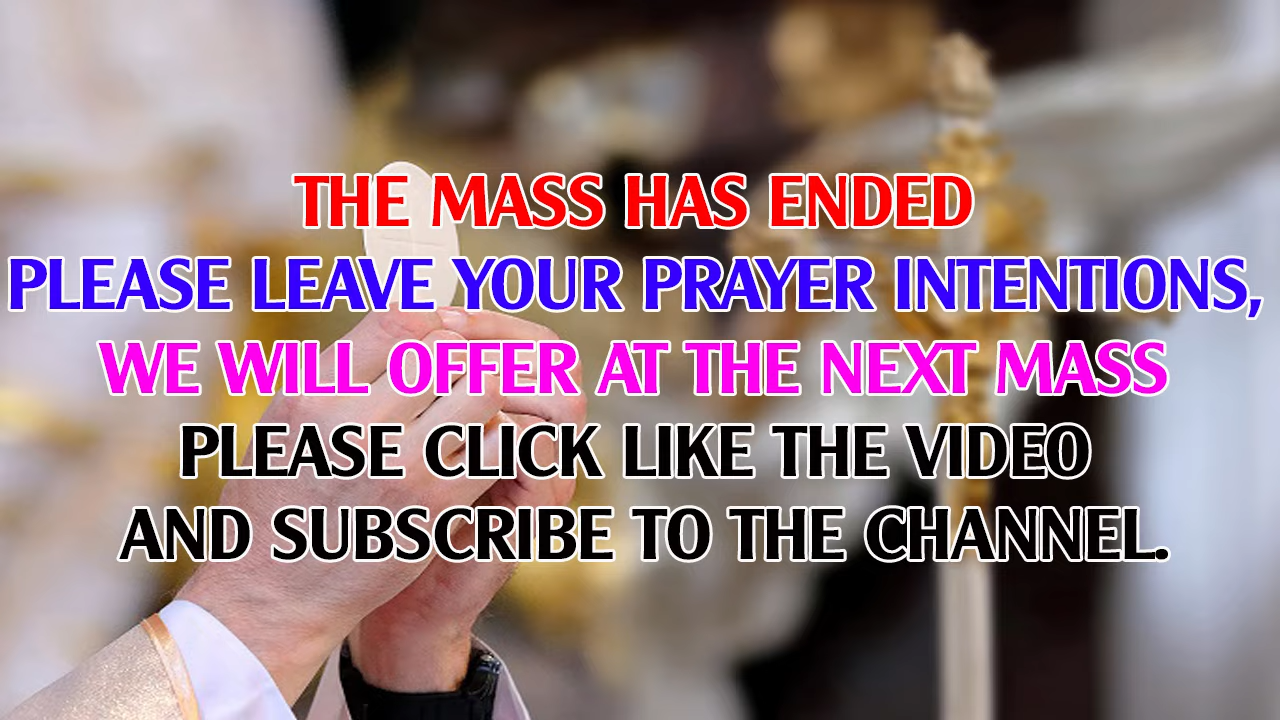 THE MASS HAS ENDED
PLEASE LEAVE YOUR PRAYER INTENTIONS,
WE WILL OFFER AT THE NEXT MASS
PLEASE CLICK LIKE THE VIDEO
AND SUBSCRIBE TO THE CHANNEL.